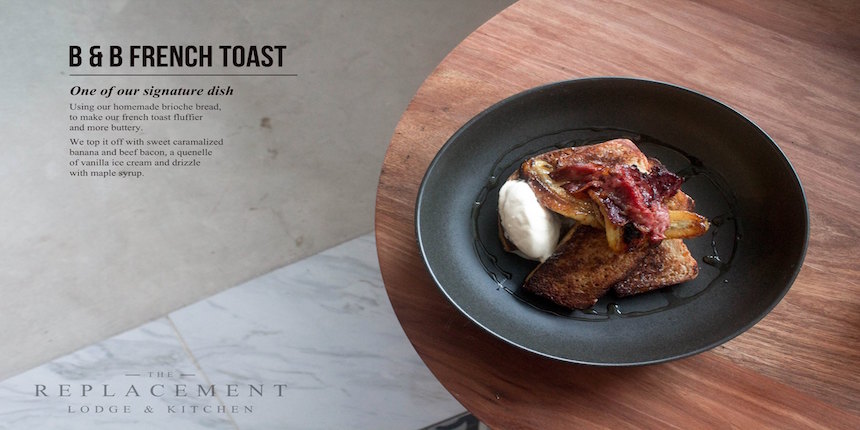 B & B FRENCH TOAST
One of our signature dish
Using our homemade brioche bread,
to make our french toast fluffier
and more buttery.
We top it off with sweet caramalized
banana and beef bacon, a quenelle
of vanilla ice cream and drizzle
with maple syrup.
THE
REPLACEMENT
LODGE & KITCHEN